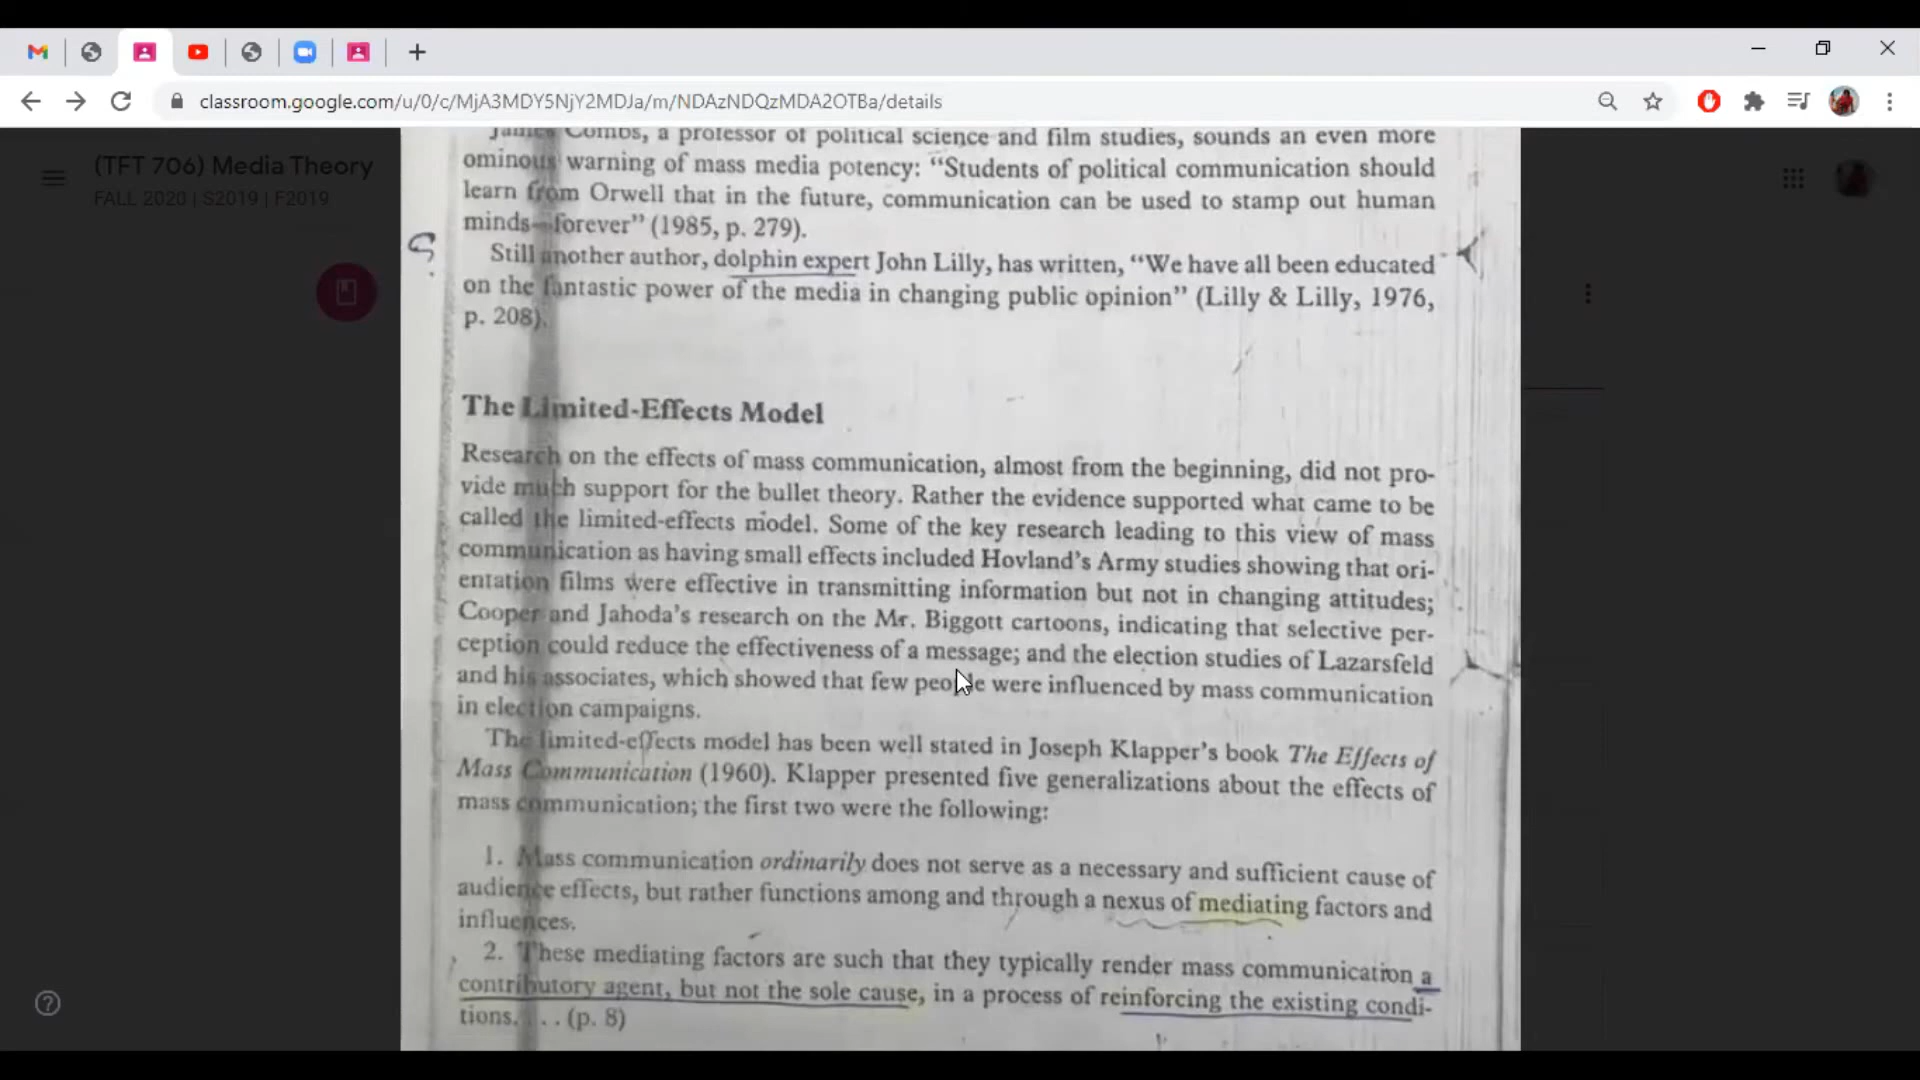 classroom.google.com/u/0/c/MjA3MDY5NjY2MDJa/m/NDAzNDQzMDA2OTBa/details
(TFT 706) Media Theory
FALL 2020 | S2019 | F2019
James Combs, a professor of political science and film studies, sounds an even more
ominous warning of mass media potency: “Students of political communication should
learn from Orwell that in the future, communication can be used to stamp out human
minds—forever” (1985, p. 279).
Still another author, dolphin expert John Lilly, has written, “We have all been educated
on the fantastic power of the media in changing public opinion” (Lilly & Lilly, 1976,
p. 208).
The Limited-Effects Model
Research on the effects of mass communication, almost from the beginning, did not pro-
vide much support for the bullet theory. Rather the evidence supported what came to be
called the limited-effects model. Some of the key research leading to this view of mass
communication as having small effects included Hovland’s Army studies showing that ori-
entation films were effective in transmitting information but not in changing attitudes;
Cooper and Jahoda’s research on the Mr. Biggott cartoons, indicating that selective per-
ception could reduce the effectiveness of a message; and the election studies of Lazarsfeld
and his associates, which showed that few people were influenced by mass communication
in election campaigns.
The limited-effects model has been well stated in Joseph Klapper’s book The Effects of
Mass Communication (1960). Klapper presented five generalizations about the effects of
mass communication; the first two were the following:
1. Mass communication ordinarily does not serve as a necessary and sufficient cause of
audience effects, but rather functions among and through a nexus of mediating factors and
influences.
2. These mediating factors are such that they typically render mass communication a
contributory agent, but not the sole cause, in a process of reinforcing the existing condi-
tions. . . . (p. 8)